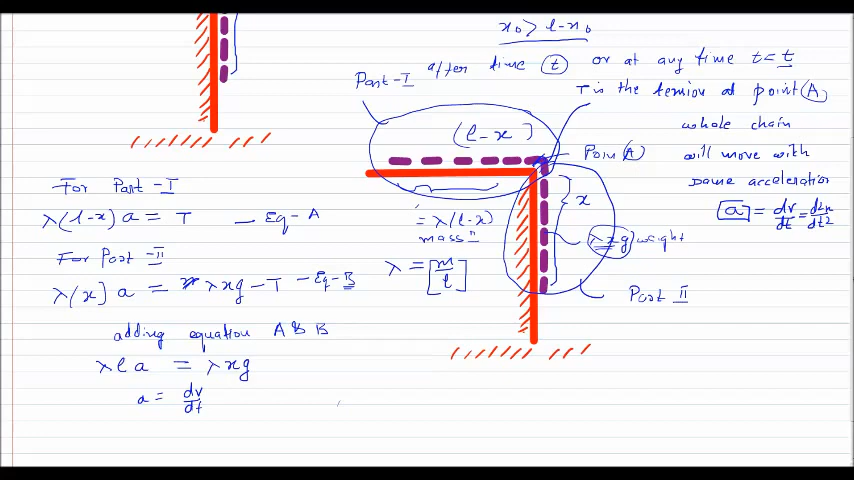 x₀ > l-x₀
after time (t) or at any time t=t
Part-I
T is the tension at point (A)
(l-x)
whole chain
Point (A)
will move with
same acceleration
a = dv/dt = d²x/dt²
For Part-I
λ(l-x) a = T — Eq-A
= λ(l-x)
mass "
x
λxg weight
For Part-II
λ = [m/l]
λ(x) a = λxg - T - Eq-B
Part II
adding equation A & B
λ l a = λxg
a = dv/dt